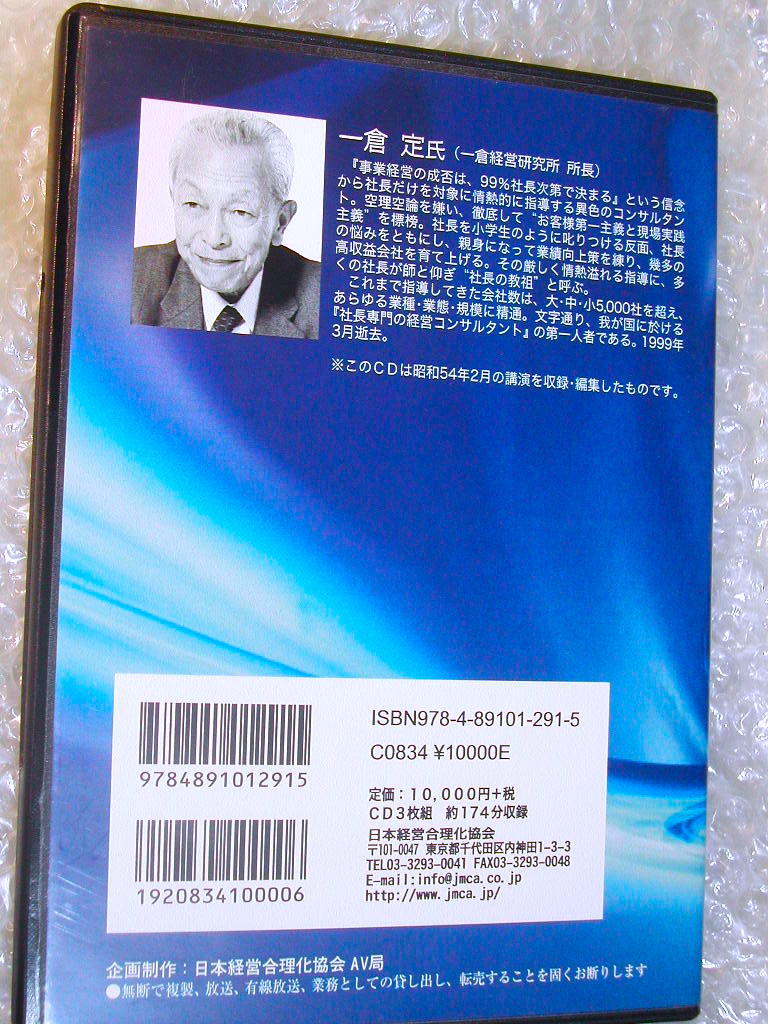 一倉 定氏（一倉経営研究所 所長）
『事業経営の成否は、99%社長次第で決まる』という信念
から社長だけを対象に情熱的に指導する異色のコンサルタン
ト。空理空論を嫌い、徹底して“お客様第一主義と現場実践
主義”を標榜。社長を小学生のように叱りつける反面、社長
の悩みをともにし、親身になって業績向上策を練り、幾多の
高収益会社を育て上げる。その厳しく情熱溢れる指導に、多
くの社長が師と仰ぎ“社長の教祖”と呼ぶ。
これまで指導してきた会社数は、大・中・小5,000社を超え、
あらゆる業種・業態・規模に精通。文字通り、我が国に於ける
『社長専門の経営コンサルタント』の第一人者である。1999年
3月逝去。
※このCDは昭和54年2月の講演を収録・編集したものです。
ISBN978-4-89101-291-5
C0834 ¥10000E
9784891012915
定価：10,000円+税
CD3枚組 約174分収録
日本経営合理化協会
〒101-0047 東京都千代田区内神田1-3-3
TEL03-3293-0041 FAX03-3293-0048
E-mail:info@jmca.co.jp
http://www.jmca.jp/
1920834100006
企画制作：日本経営合理化協会 AV局
●無断で複製、放送、有線放送、業務としての貸し出し、転売することを固くお断りします